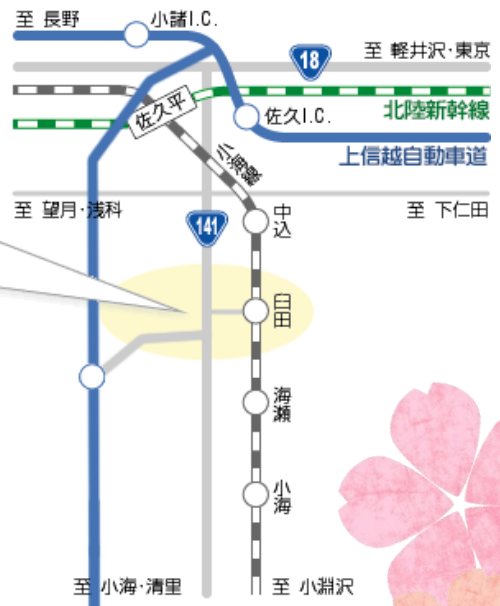 至 長野
小諸I.C.
18
至 軽井沢・東京
佐久平
北陸新幹線
佐久I.C.
上信越自動車道
小海線
至 望月・浅科
至 下仁田
141
中込
臼田
海瀬
小海
至 小海・清里
至 小淵沢